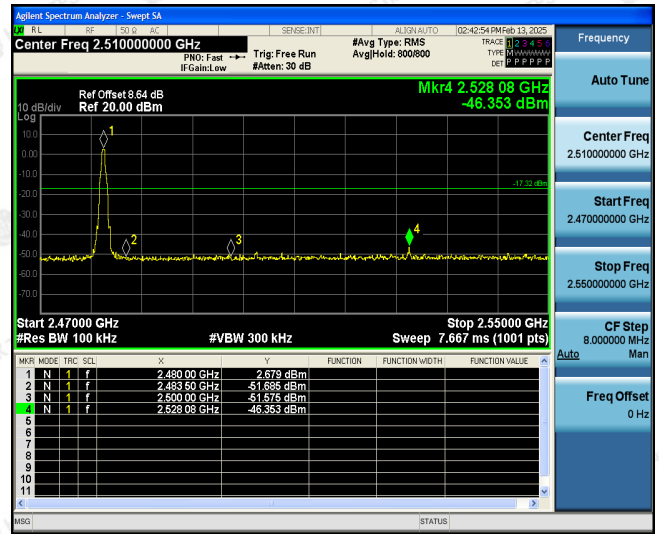 Agilent Spectrum Analyzer - Swept SA
LXI RL RF 50 Ω AC SENSE:INT ALIGN AUTO 02:42:54 PM Feb 13, 2025
Center Freq 2.510000000 GHz
PNO: Fast
IFGain:Low
Trig: Free Run
#Atten: 30 dB
#Avg Type: RMS
Avg|Hold: 800/800
TRACE 1 2 3 4 5 6
TYPE M W W W W W
DET P P P P P P
Ref Offset 8.64 dB
Ref 20.00 dBm
10 dB/div
Log
Mkr4 2.528 08 GHz
-46.353 dBm
10.0
0.00
-10.0
-20.0
-30.0
-40.0
-50.0
-60.0
-70.0
1
2
3
4
-17.32 dBm
Start 2.47000 GHz
Stop 2.55000 GHz
#Res BW 100 kHz #VBW 300 kHz Sweep 7.667 ms (1001 pts)
MKR MODE TRC SCL X Y FUNCTION FUNCTION WIDTH FUNCTION VALUE
1 N 1 f 2.480 00 GHz 2.679 dBm
2 N 1 f 2.483 50 GHz -51.685 dBm
3 N 1 f 2.500 00 GHz -51.575 dBm
4 N 1 f 2.528 08 GHz -46.353 dBm
5
6
7
8
9
10
11
MSG STATUS
Frequency
Auto Tune
Center Freq
2.510000000 GHz
Start Freq
2.470000000 GHz
Stop Freq
2.550000000 GHz
CF Step
8.000000 MHz
Auto Man
Freq Offset
0 Hz